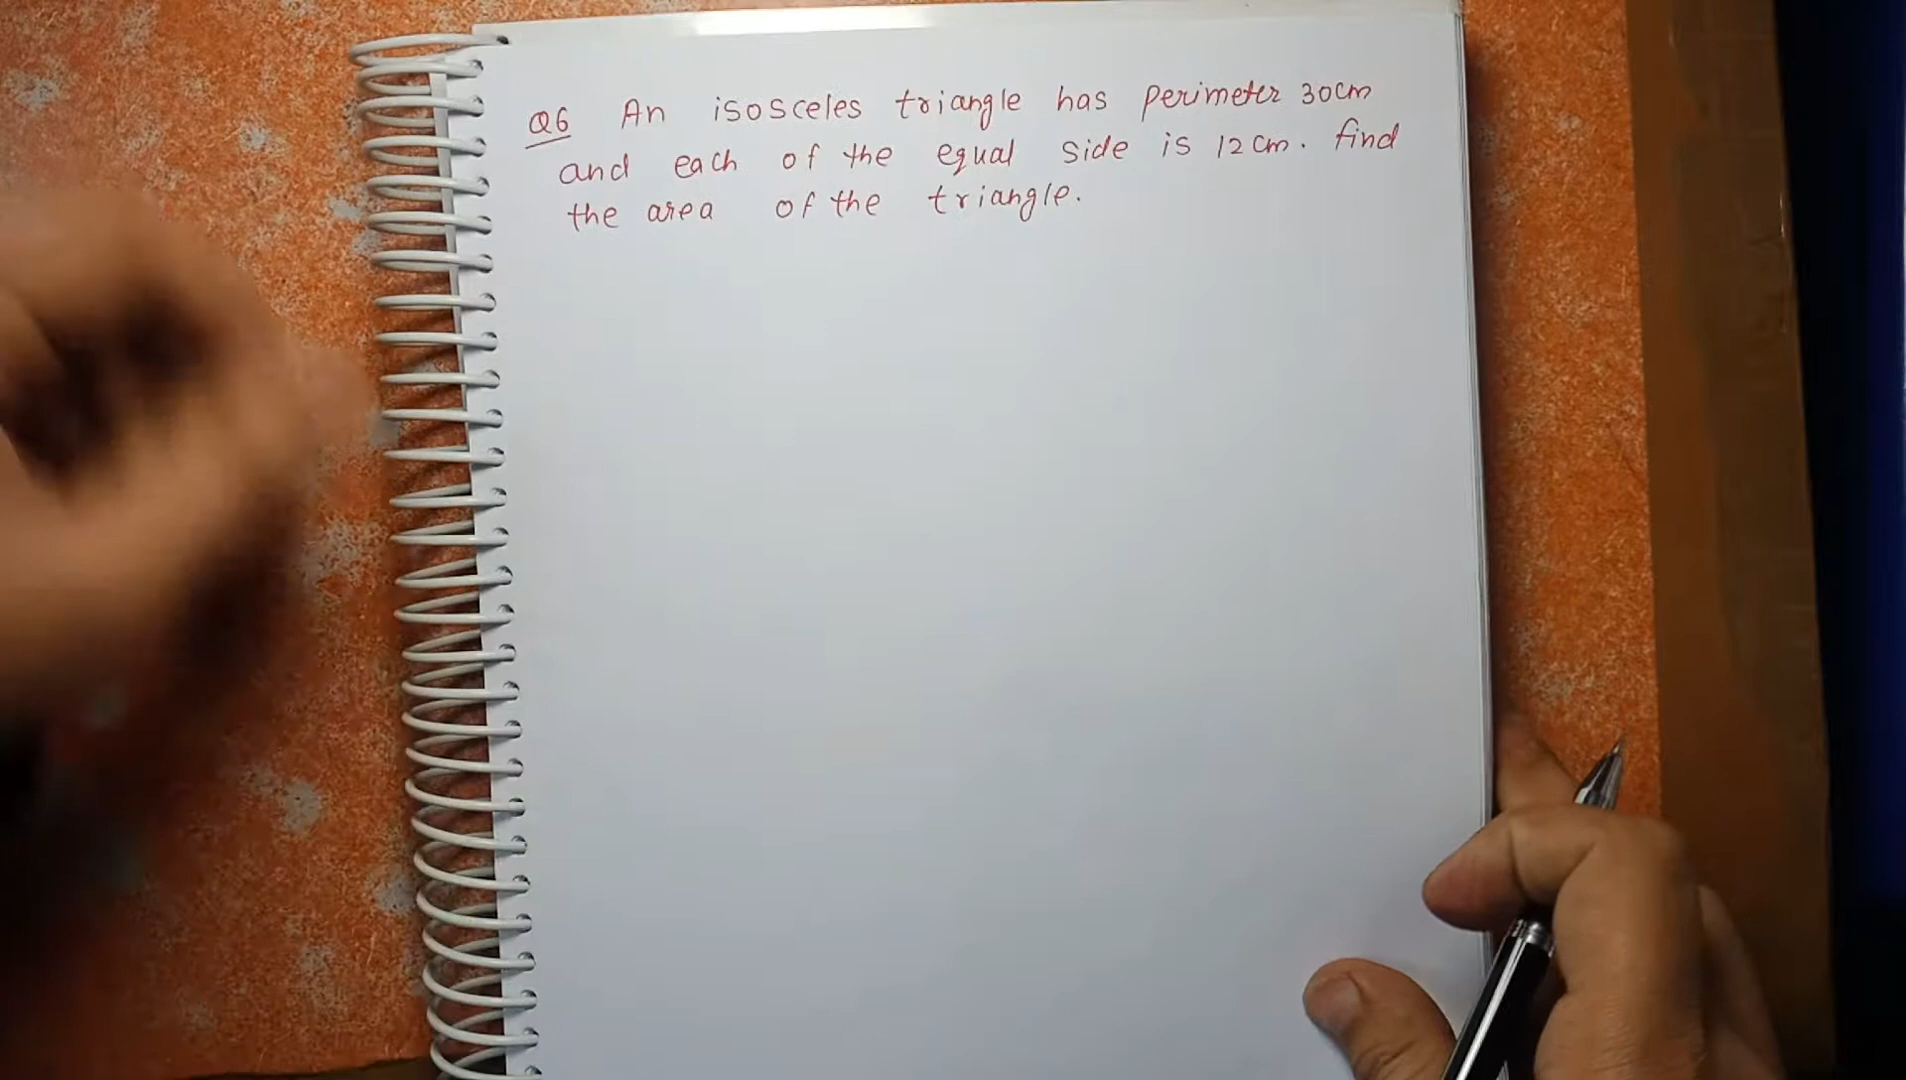 Q6 An isosceles triangle has perimeter 30cm
and each of the equal side is 12cm. find
the area of the triangle.